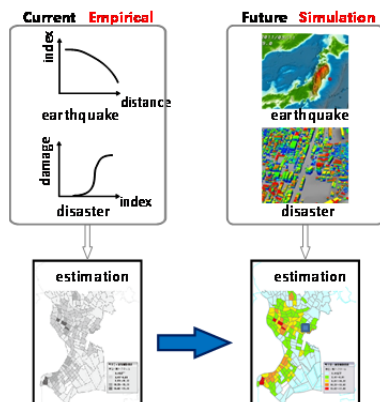 Current Empirical
Future Simulation
index
distance
earthquake
damage
index
disaster
earthquake
disaster
estimation
estimation